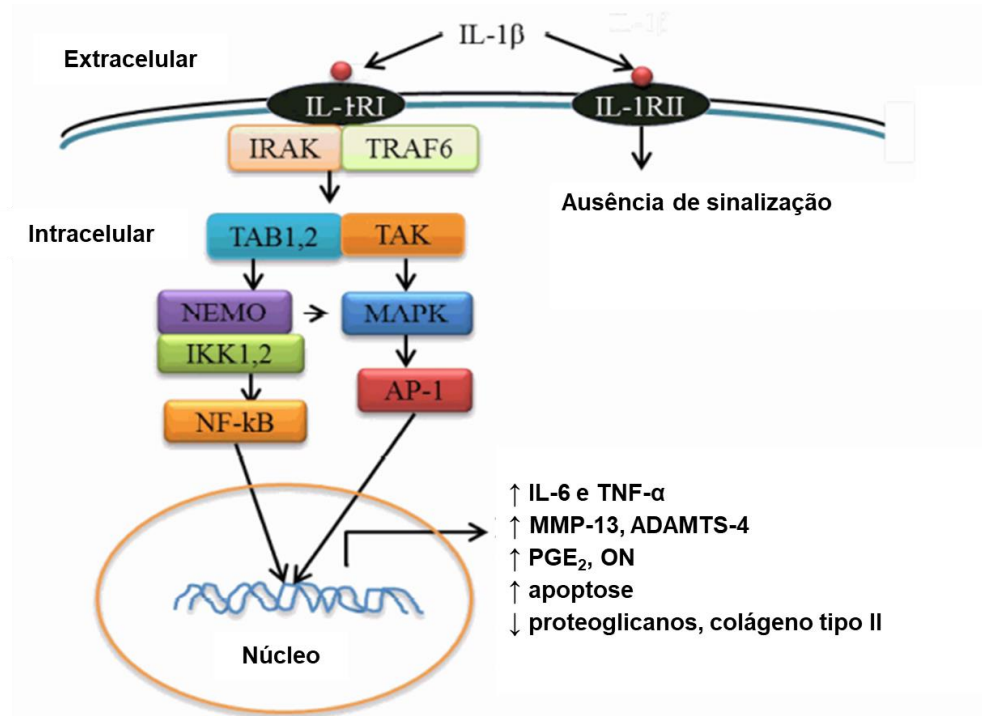 IL-1β
Extracelular
IL-1RI
IL-1RII
IRAK
TRAF6
Ausência de sinalização
Intracelular
TAB1,2
TAK
NEMO
MAPK
IKK1,2
AP-1
NF-kB
↑ IL-6 e TNF-α
↑ MMP-13, ADAMTS-4
↑ PGE₂, ON
↑ apoptose
↓ proteoglicanos, colágeno tipo II
Núcleo